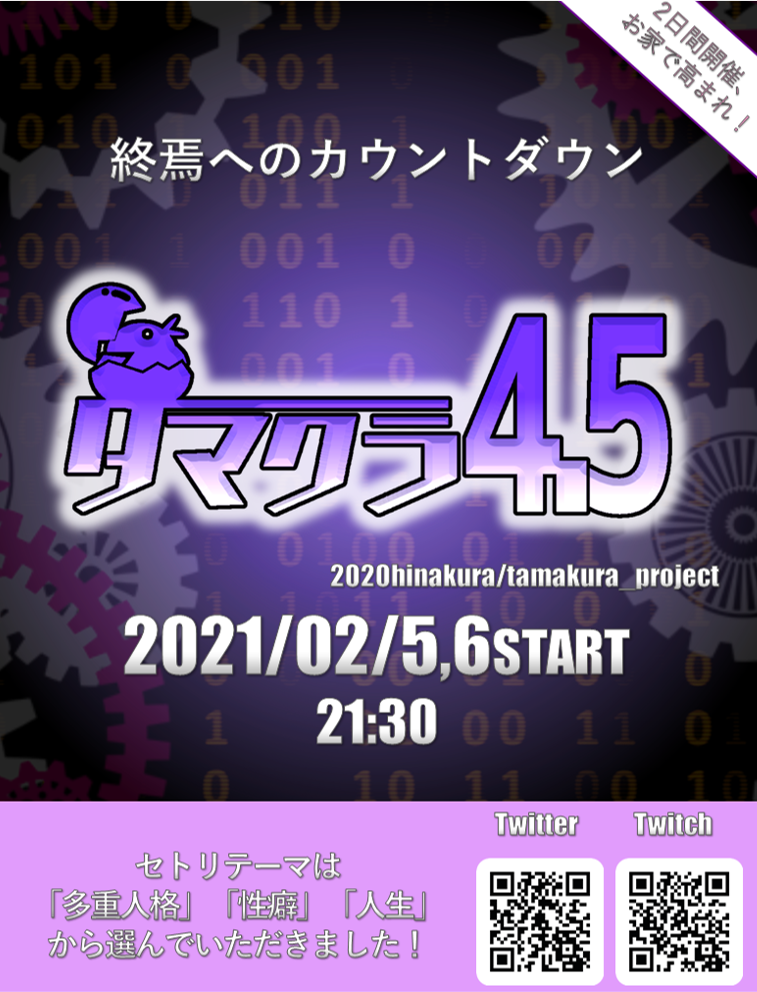 2日間開催、
お家で高まれ！
終焉へのカウントダウン
タマクラ4.5
2020hinakura/tamakura_project
2021/02/5,6START
21:30
Twitter
Twitch
セトリテーマは
「多重人格」「性癖」「人生」
から選んでいただきました！